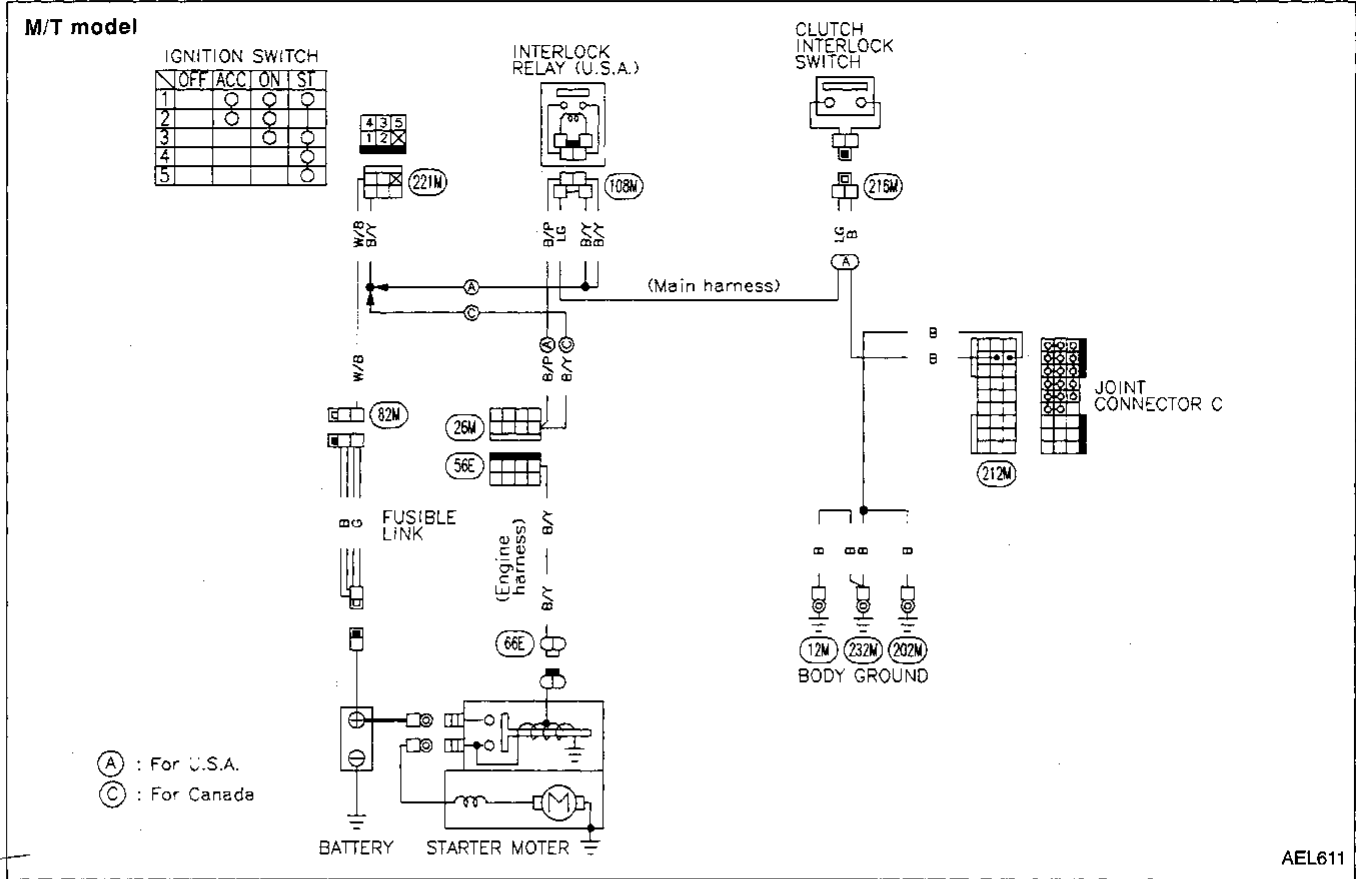 M/T model
IGNITION SWITCH
OFF ACC ON ST
1
2
3
4
5
4 3 5
1 2
221M
INTERLOCK
RELAY (U.S.A.)
108M
CLUTCH
INTERLOCK
SWITCH
215M
W/B
B/Y
B/P
LG
B/Y
B/Y
LG
B
A
A
(Main harness)
C
B
B
W/B
B/P
A
B/Y
C
JOINT
CONNECTOR C
82M
26M
56E
212M
B
G
FUSIBLE
LINK
B/Y
(Engine
harness)
B/Y
B
B
B
B
66E
12M
232M
202M
BODY GROUND
M
A : For U.S.A.
C : For Canada
BATTERY
STARTER MOTER
AEL611